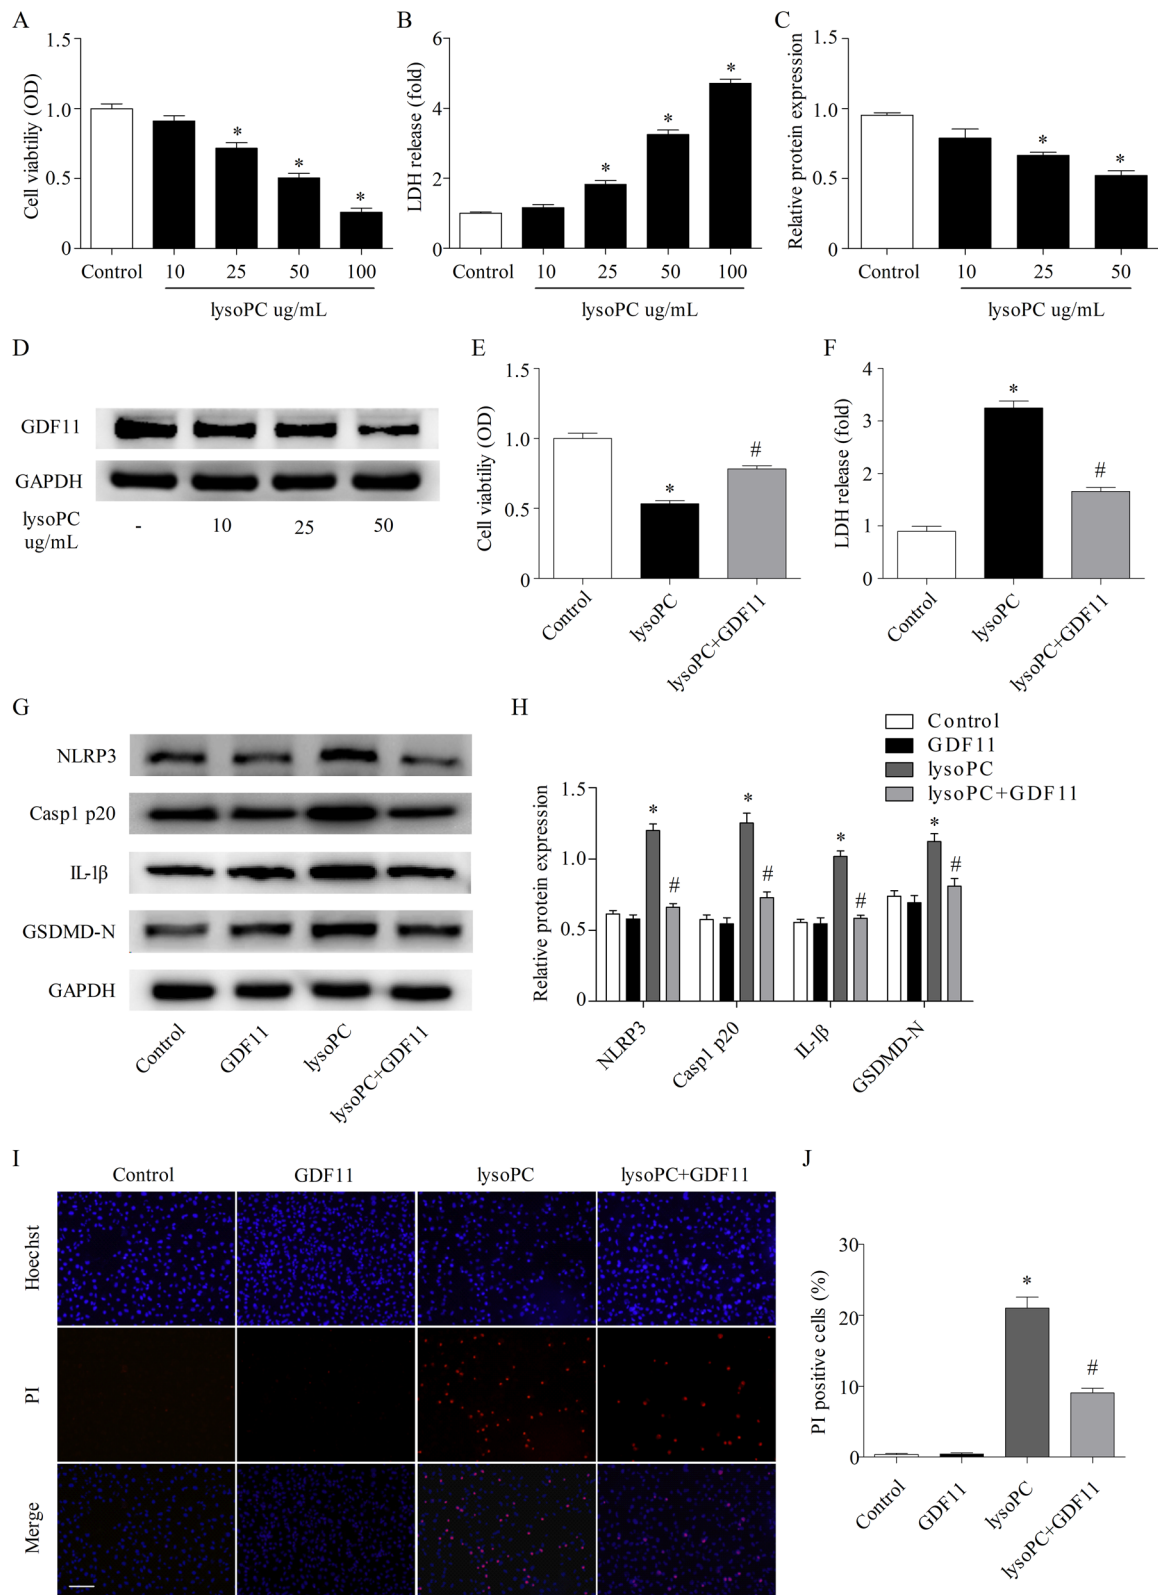 A
Cell viabtiliy (OD)
1.5
1.0
0.5
0
*
*
*
Control
10
25
50
100
lysoPC ug/mL
B
LDH release (fold)
6
4
2
0
*
*
*
Control
10
25
50
100
lysoPC ug/mL
C
Relative protein expression
1.5
1.0
0.5
0
*
*
Control
10
25
50
lysoPC ug/mL
D
GDF11
GAPDH
lysoPC
ug/mL
-
10
25
50
E
Cell viabtiliy (OD)
1.5
1.0
0.5
0
*
#
Control
lysoPC
lysoPC+GDF11
F
LDH release (fold)
4
3
2
1
0
*
#
Control
lysoPC
lysoPC+GDF11
G
NLRP3
Casp1 p20
IL-1β
GSDMD-N
GAPDH
Control
GDF11
lysoPC
lysoPC+GDF11
H
Control
GDF11
lysoPC
lysoPC+GDF11
Relative protein expression
1.5
1.0
0.5
0
*
#
*
#
*
#
*
#
NLRP3
Casp1 p20
IL-1β
GSDMD-N
I
Control
GDF11
lysoPC
lysoPC+GDF11
Hoechst
PI
Merge
J
PI positive cells (%)
30
20
10
0
*
#
Control
GDF11
lysoPC
lysoPC+GDF11